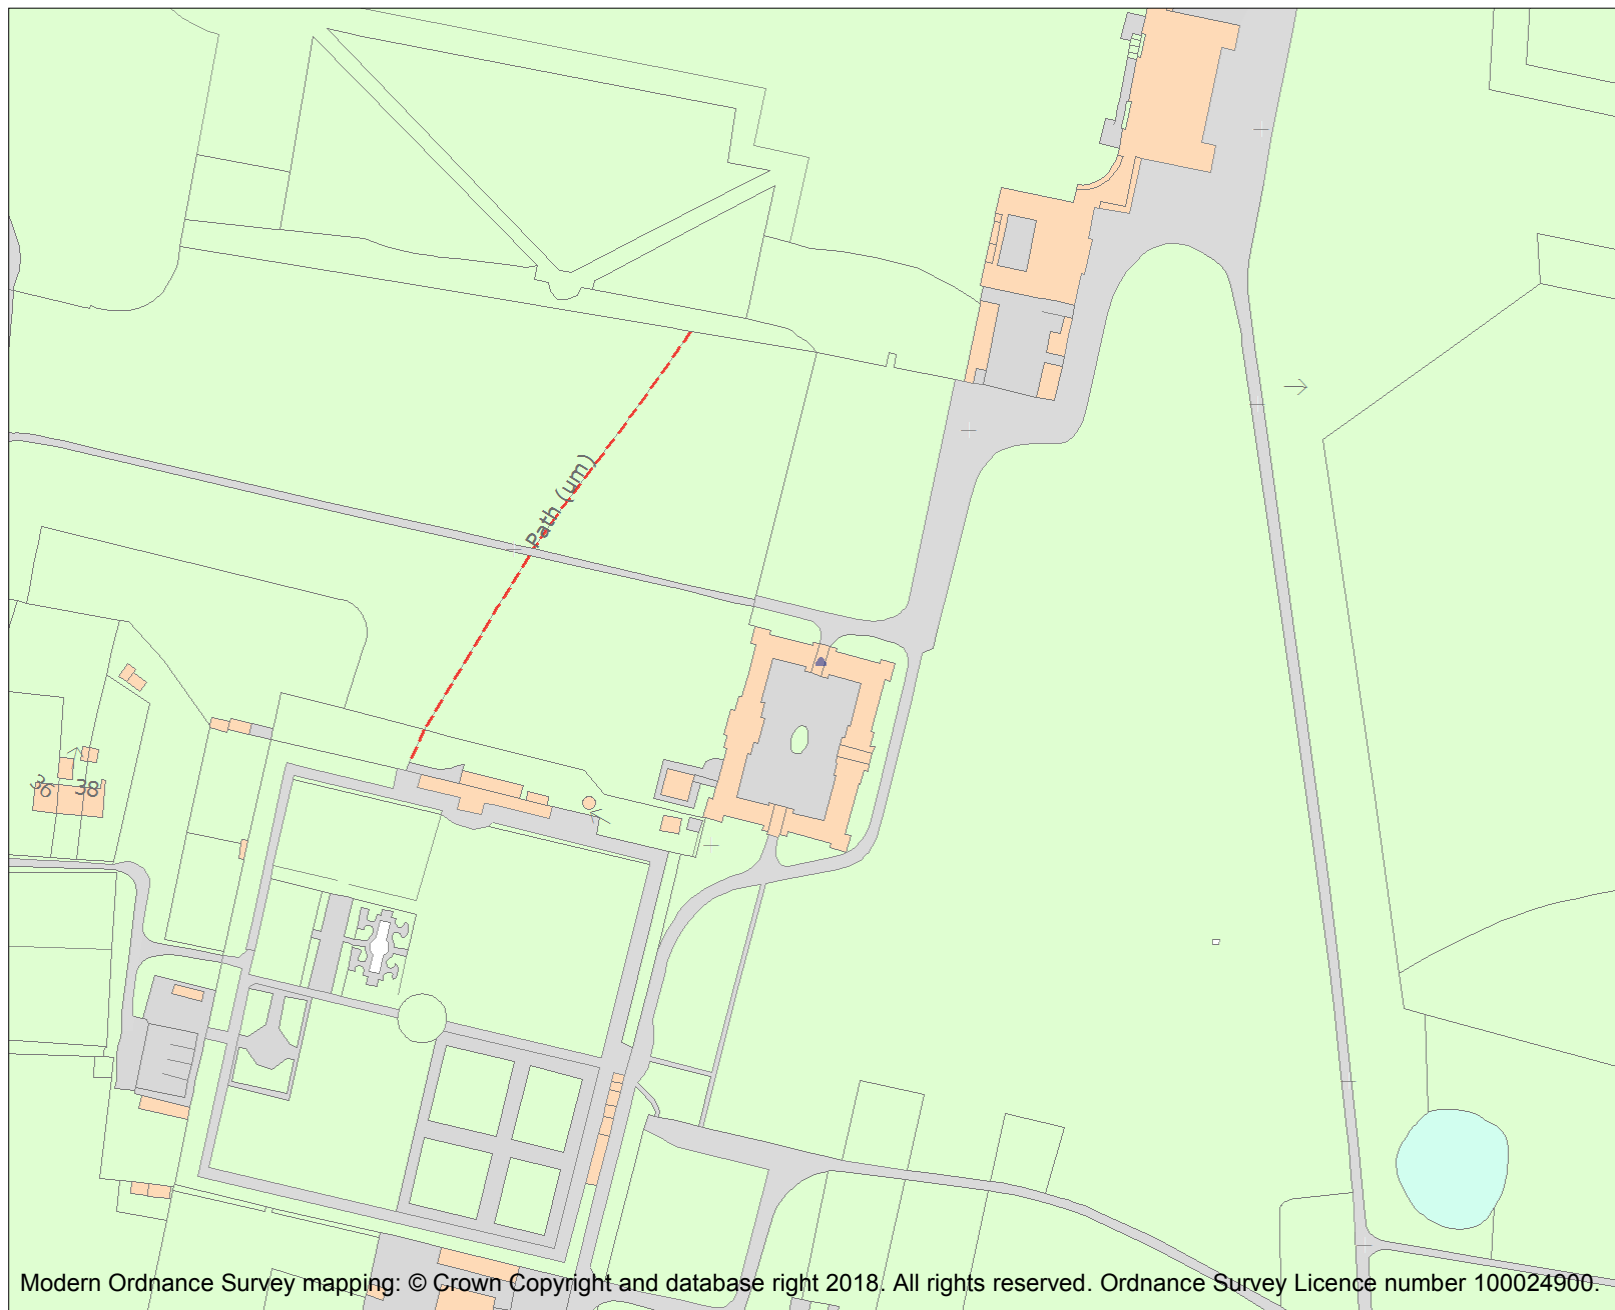 Path (um)
36
38
Modern Ordnance Survey mapping: © Crown Copyright and database right 2018. All rights reserved. Ordnance Survey Licence number 100024900.